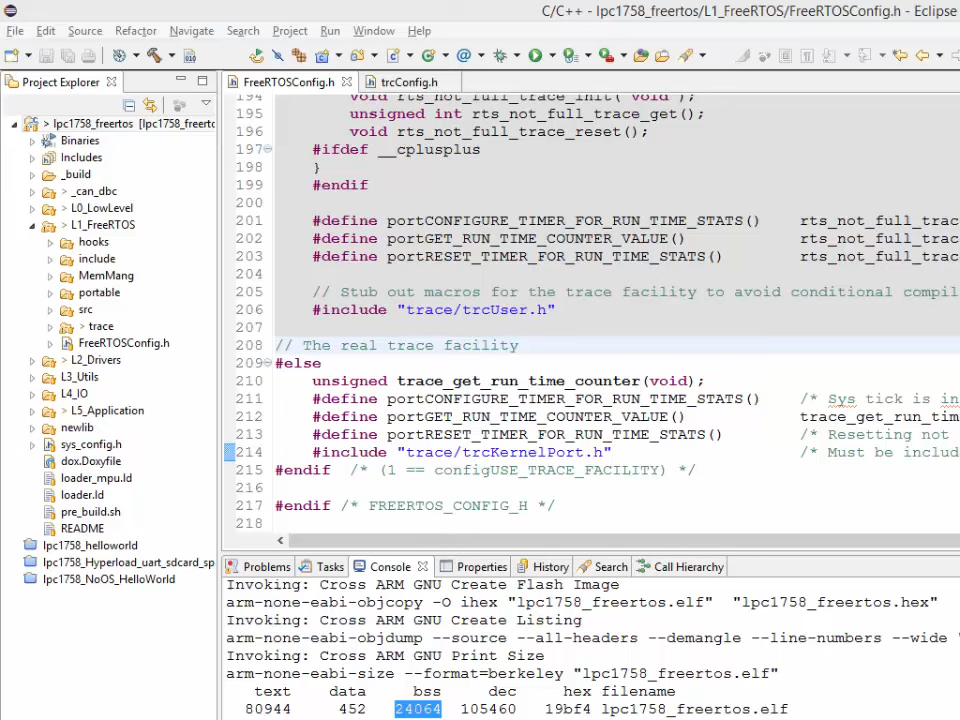 C/C++ - lpc1758_freertos/L1_FreeRTOS/FreeRTOSConfig.h - Eclipse
File Edit Source Refactor Navigate Search Project Run Window Help
Project Explorer
FreeRTOSConfig.h trcConfig.h
> lpc1758_freertos [lpc1758_freertc
Binaries
Includes
_build
> _can_dbc
> L0_LowLevel
> L1_FreeRTOS
hooks
include
MemMang
portable
src
> trace
> FreeRTOSConfig.h
> L2_Drivers
L3_Utils
L4_IO
> L5_Application
newlib
sys_config.h
dox.Doxyfile
loader_mpu.ld
loader.ld
pre_build.sh
README
lpc1758_helloworld
lpc1758_Hyperload_uart_sdcard_sp
lpc1758_NoOS_HelloWorld
194 void rts_not_full_trace_init( void );
195 unsigned int rts_not_full_trace_get();
196 void rts_not_full_trace_reset();
197 #ifdef __cplusplus
198 }
199 #endif
200
201 #define portCONFIGURE_TIMER_FOR_RUN_TIME_STATS() rts_not_full_trac
202 #define portGET_RUN_TIME_COUNTER_VALUE() rts_not_full_trac
203 #define portRESET_TIMER_FOR_RUN_TIME_STATS() rts_not_full_trac
204
205 // Stub out macros for the trace facility to avoid conditional compil
206 #include "trace/trcUser.h"
207
208 // The real trace facility
209 #else
210 unsigned trace_get_run_time_counter(void);
211 #define portCONFIGURE_TIMER_FOR_RUN_TIME_STATS() /* Sys tick is in
212 #define portGET_RUN_TIME_COUNTER_VALUE() trace_get_run_tim
213 #define portRESET_TIMER_FOR_RUN_TIME_STATS() /* Resetting not
214 #include "trace/trcKernelPort.h" /* Must be includ
215 #endif /* (1 == configUSE_TRACE_FACILITY) */
216
217 #endif /* FREERTOS_CONFIG_H */
218
Problems Tasks Console Properties History Search Call Hierarchy
Invoking: Cross ARM GNU Create Flash Image
arm-none-eabi-objcopy -O ihex "lpc1758_freertos.elf" "lpc1758_freertos.hex"
Invoking: Cross ARM GNU Create Listing
arm-none-eabi-objdump --source --all-headers --demangle --line-numbers --wide "
Invoking: Cross ARM GNU Print Size
arm-none-eabi-size --format=berkeley "lpc1758_freertos.elf"
text data bss dec hex filename
80944 452 24064 105460 19bf4 lpc1758_freertos.elf